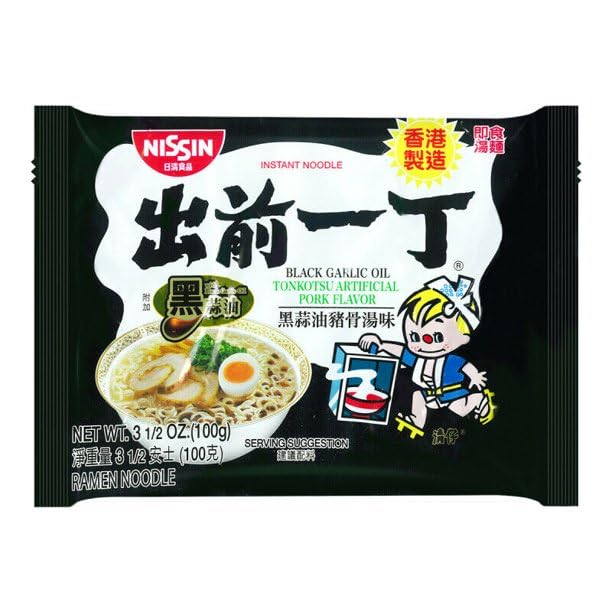 NISSIN
日清食品
INSTANT NOODLE
香港
製造
即食
湯麵
出前一丁
®
BLACK GARLIC OIL
TONKOTSU ARTIFICIAL
PORK FLAVOR
黑蒜油豬骨湯味
附加
黑
蒜油
清仔
NET WT. 3 1/2 OZ.(100g)
淨重量 3 1/2 安士 (100克)
RAMEN NOODLE
SERVING SUGGESTION
建議配料